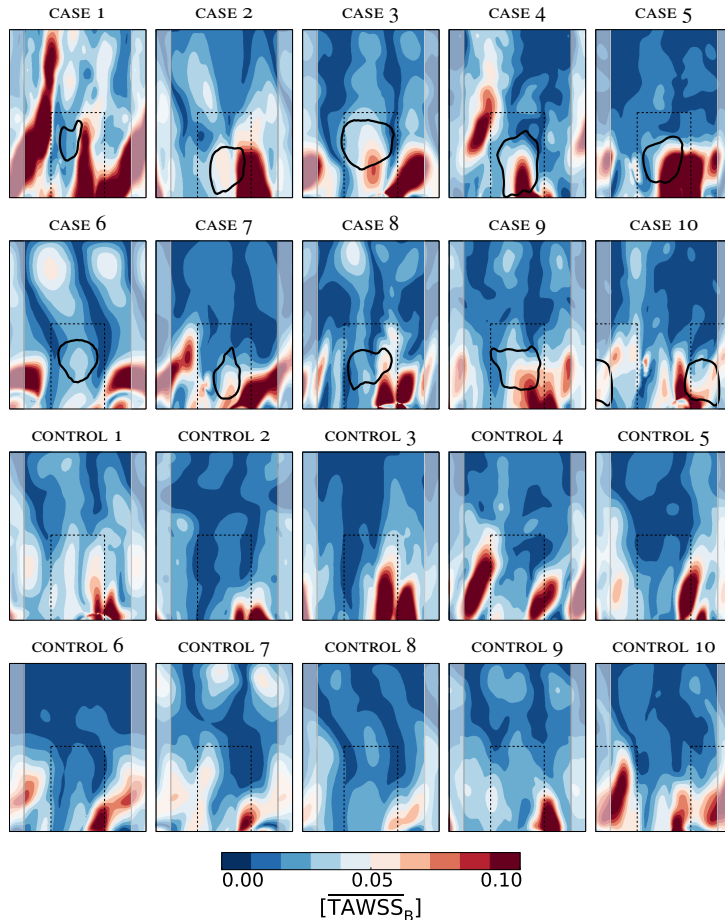 CASE 1 CASE 2 CASE 3 CASE 4 CASE 5
CASE 6 CASE 7 CASE 8 CASE 9 CASE 10
CONTROL 1 CONTROL 2 CONTROL 3 CONTROL 4 CONTROL 5
CONTROL 6 CONTROL 7 CONTROL 8 CONTROL 9 CONTROL 10
0.00 0.05 0.10
[TAWSS_B]